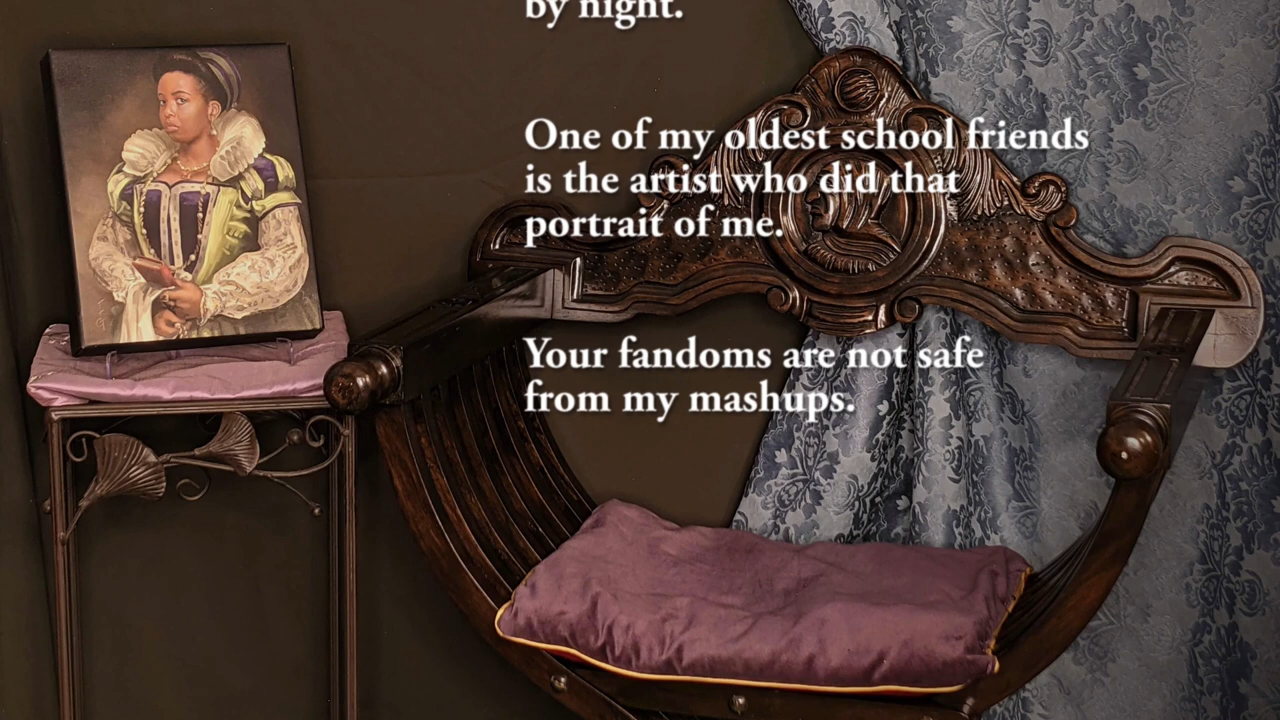 by night.
One of my oldest school friends
is the artist who did that
portrait of me.
Your fandoms are not safe
from my mashups.